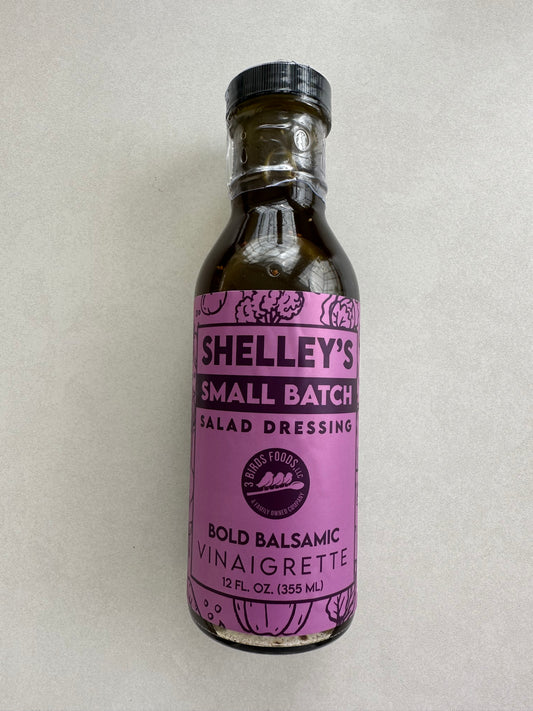 SHELLEY'S
SMALL BATCH
SALAD DRESSING
3 BIRDS FOODS, LLC
A FAMILY OWNED COMPANY
BOLD BALSAMIC
VINAIGRETTE
12 FL. OZ. (355 ML)